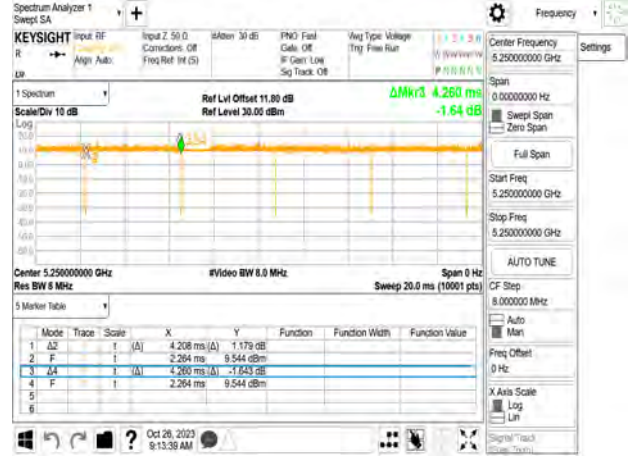 Spectrum Analyzer 1
Swept SA
Frequency
KEYSIGHT
Input: RF
Align: Auto
Input Z: 50 Ω
Corrections: Off
Freq Ref: Int (S)
#Atten: 30 dB
PNO: Fast
Gate: Off
IF Gain: Low
Sig Track: Off
Avg Type: Voltage
Trig: Free Run
Settings
1 Spectrum
Scale/Div 10 dB
Log
Ref Lvl Offset 11.80 dB
Ref Level 30.00 dBm
ΔMkr3 4.260 ms
-1.64 dB
Center 5.250000000 GHz
Res BW 8 MHz
#Video BW 8.0 MHz
Span 0 Hz
Sweep 20.0 ms (10001 pts)
5 Marker Table
Mode Trace Scale X Y Function Function Width Function Value
1 Δ2 1 t (Δ) 4.208 ms (Δ) 1.179 dB
2 F 1 t 2.264 ms 9.544 dBm
3 Δ4 1 t (Δ) 4.260 ms (Δ) -1.643 dB
4 F 1 t 2.264 ms 9.544 dBm
5
6
Oct 26, 2023
9:13:39 AM
Center Frequency
5.250000000 GHz
Span
0.00000000 Hz
Swept Span
Zero Span
Full Span
Start Freq
5.250000000 GHz
Stop Freq
5.250000000 GHz
AUTO TUNE
CF Step
8.000000 MHz
Auto
Man
Freq Offset
0 Hz
X Axis Scale
Log
Lin